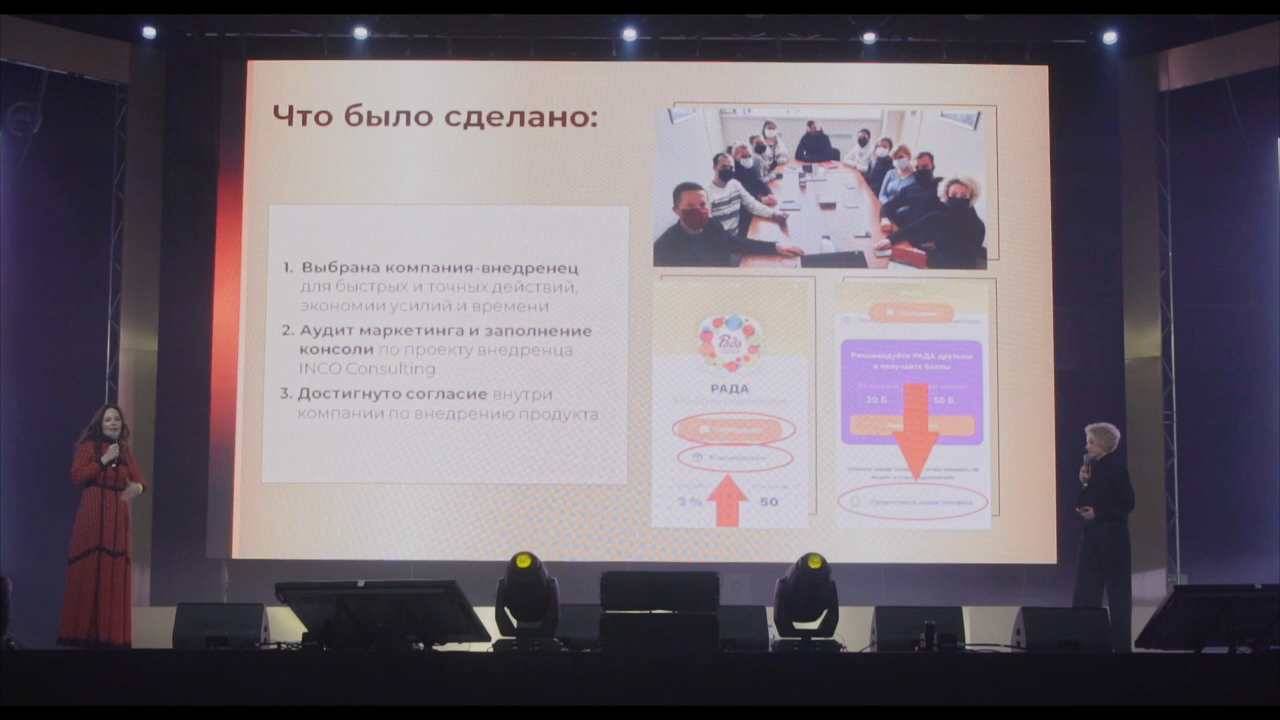 Что было сделано:
1. Выбрана компания-внедренец
для быстрых и точных действий,
экономии усилий и времени
2. Аудит маркетинга и заполнение
консоли по проекту внедренца
INCO Consulting
3. Достигнуто согласие внутри
компании по внедрению продукта
Рада
РАДА
3 %
50
Рекомендуйте РАДА друзьям
и получайте баллы
20 Б.
50 Б.